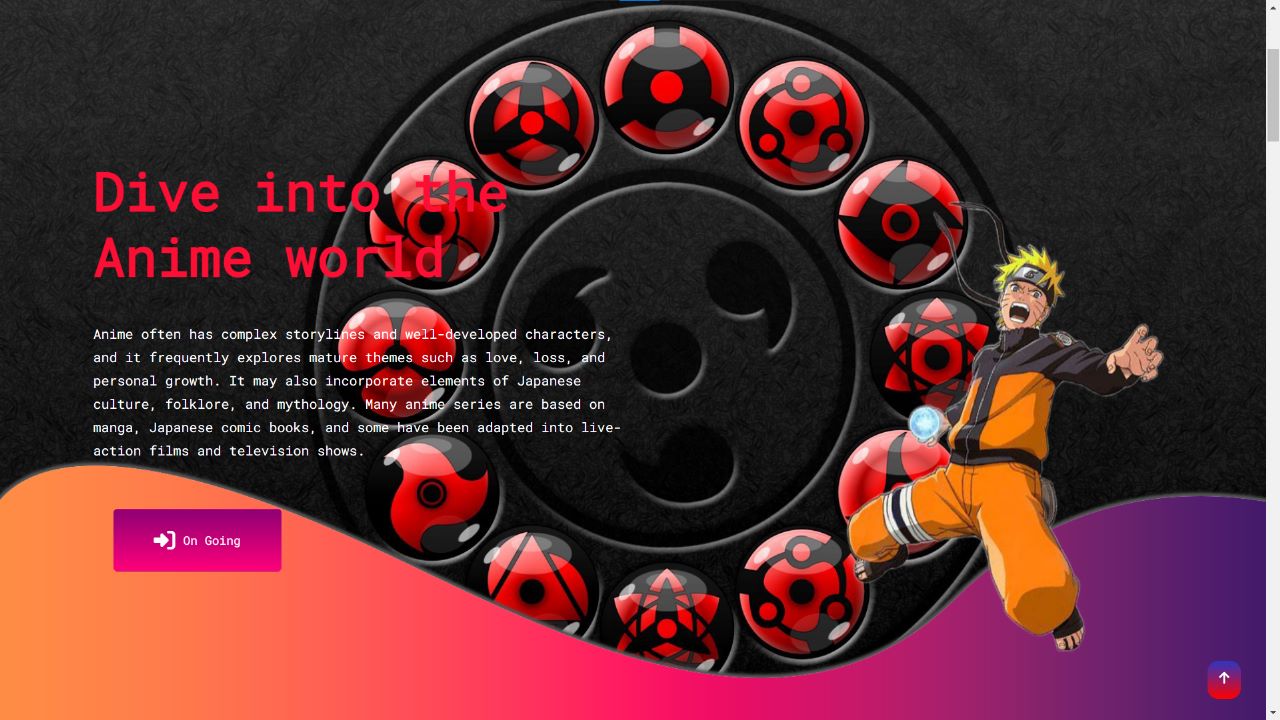 Dive into the
Anime world
Anime often has complex storylines and well-developed characters,
and it frequently explores mature themes such as love, loss, and
personal growth. It may also incorporate elements of Japanese
culture, folklore, and mythology. Many anime series are based on
manga, Japanese comic books, and some have been adapted into live-
action films and television shows.
On Going